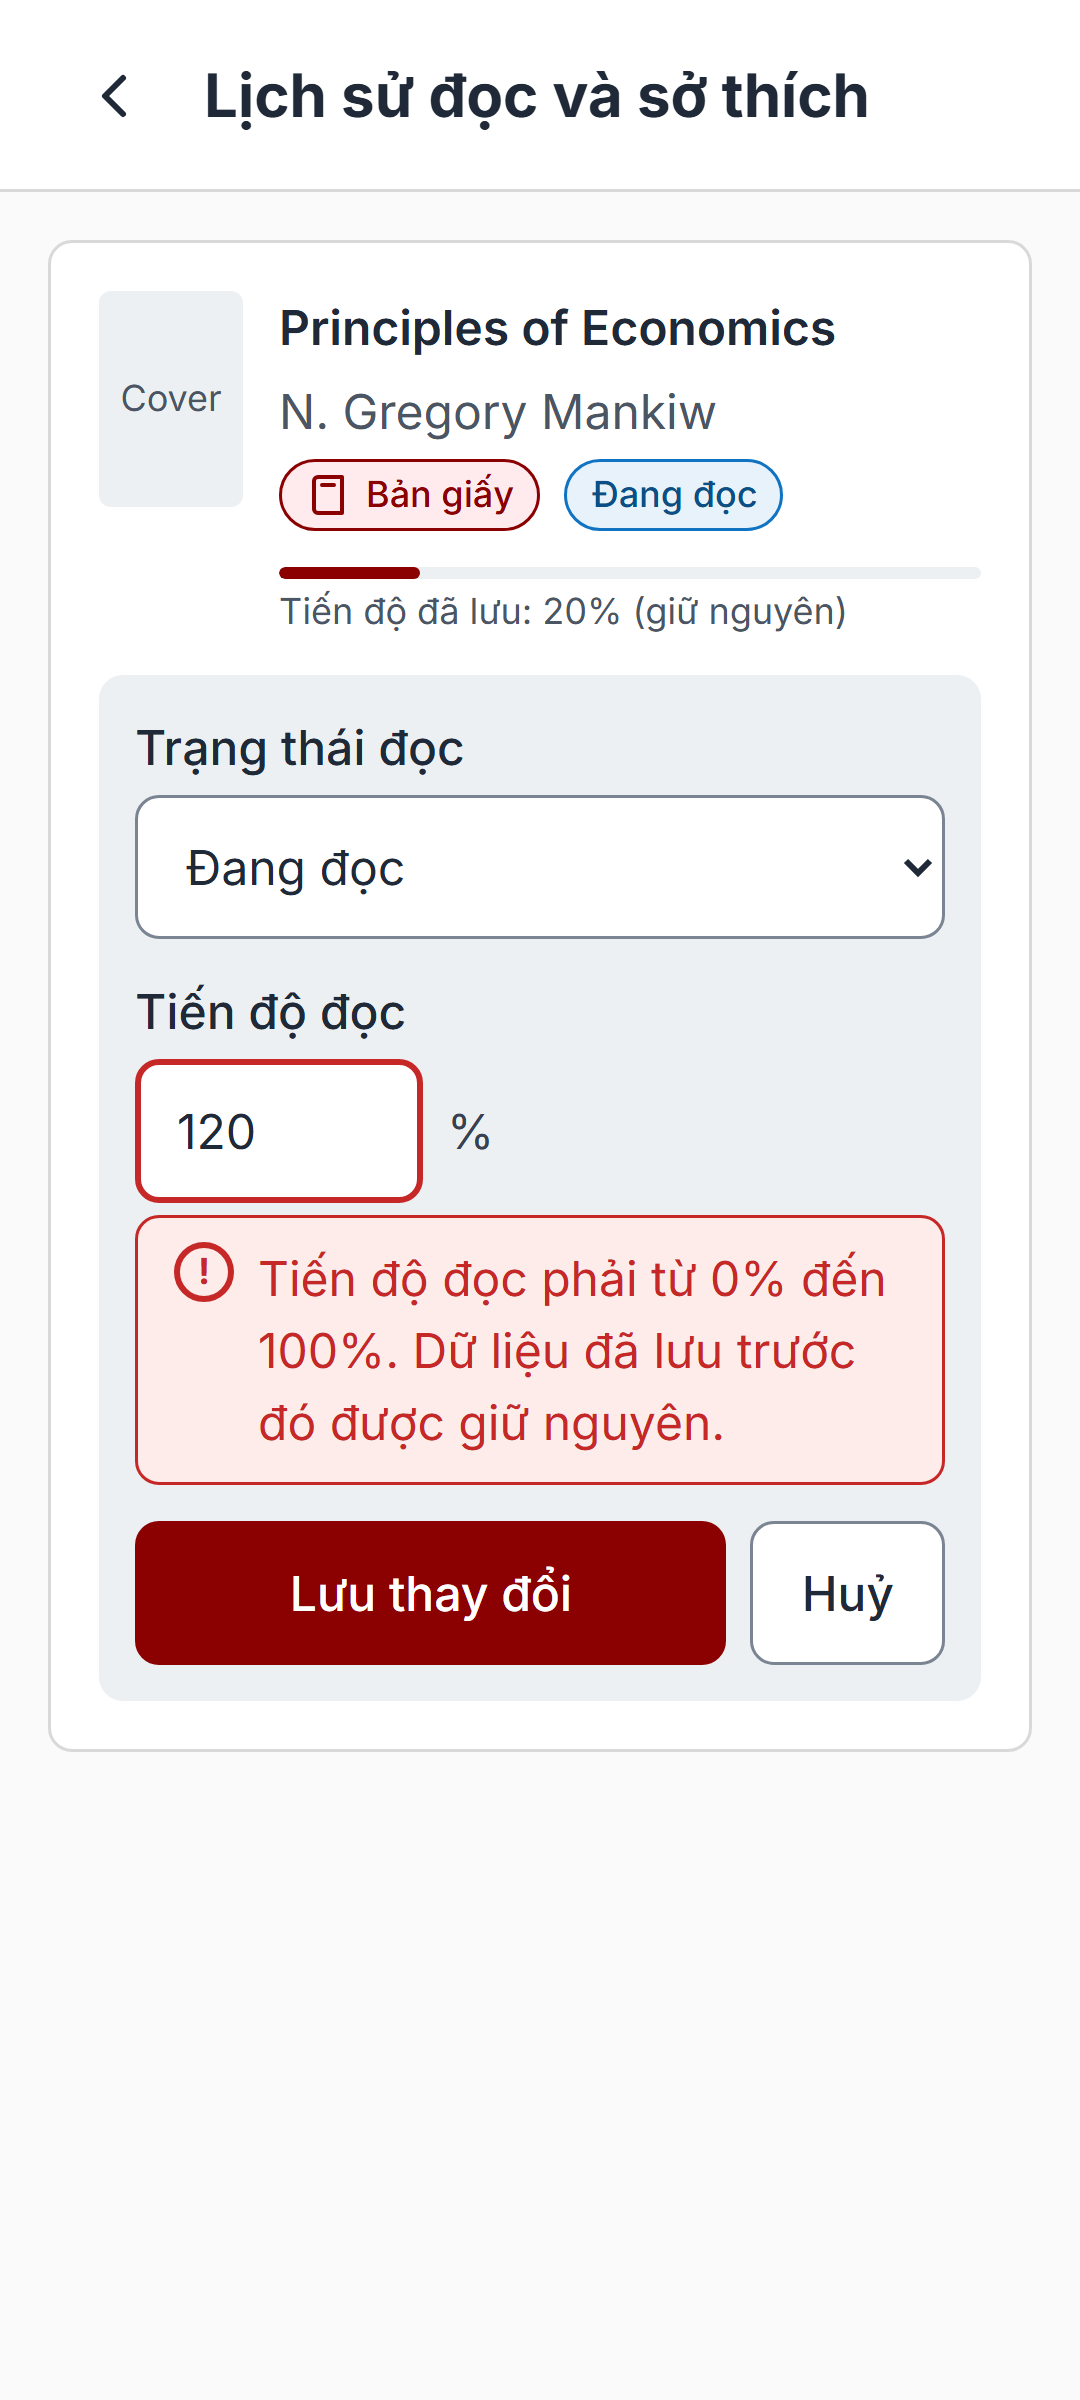 Lịch sử đọc và sở thích
Cover
Principles of Economics
N. Gregory Mankiw
Bản giấy
Đang đọc
Tiến độ đã lưu: 20% (giữ nguyên)
Trạng thái đọc
Đang đọc
Tiến độ đọc
120 %
Tiến độ đọc phải từ 0% đến
100%. Dữ liệu đã lưu trước
đó được giữ nguyên.
Lưu thay đổi
Huỷ